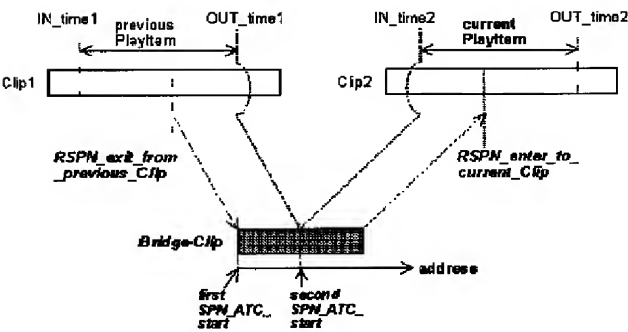 IN_time1
previous
PlayItem
OUT_time1
IN_time2
current
PlayItem
OUT_time2
Clip1
Clip2
RSPN_exit_from
_previous_Clip
RSPN_enter_to_
current_Clip
Bridge-Clip
address
first
SPN_ATC_
start
second
SPN_ATC_
start